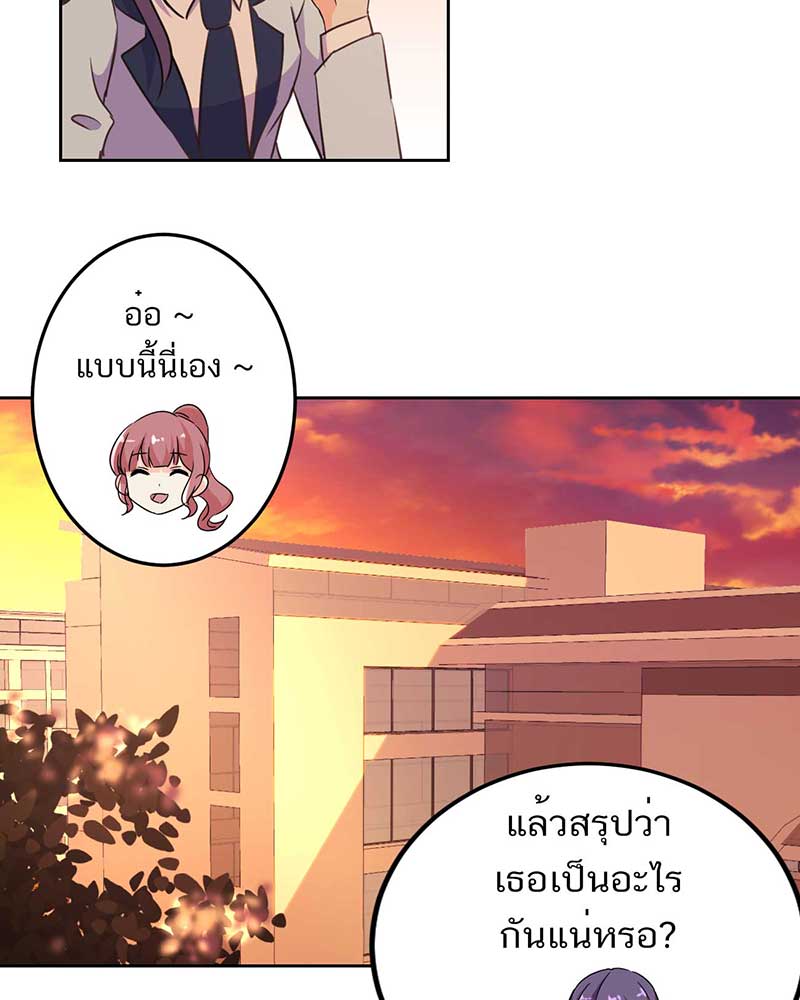 อ๋อ ~
แบบนี้นี่เอง ~
แล้วสรุปว่า
เธอเป็นอะไร
กันแน่หรอ?